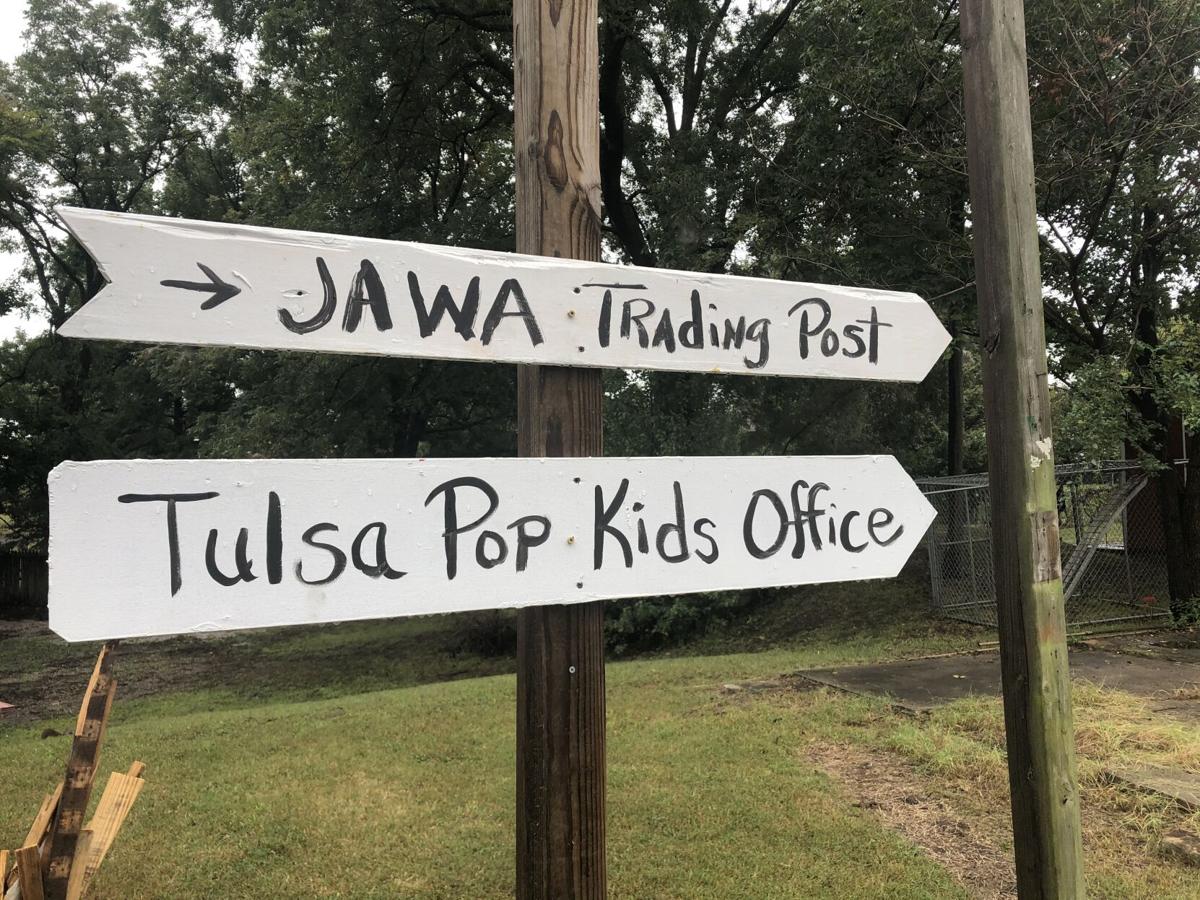 → JAWA TRAdiNg Post
Tulsa Pop Kids Office